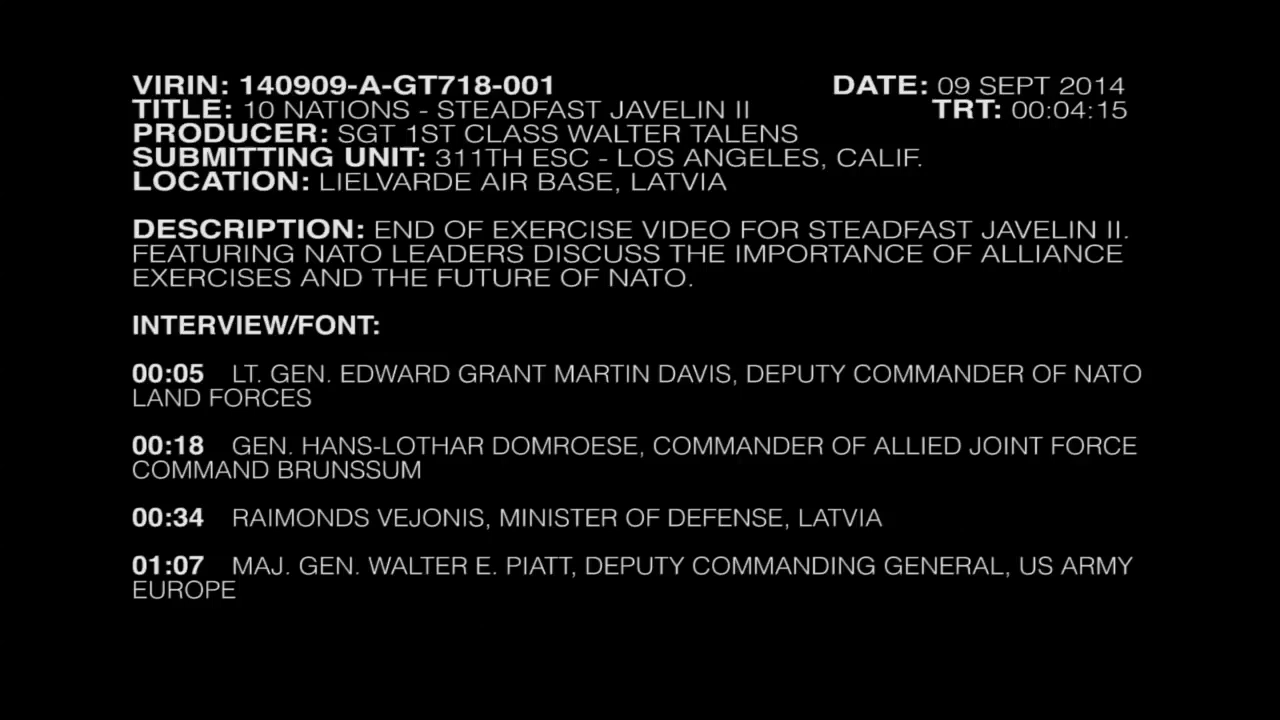 VIRIN: 140909-A-GT718-001 DATE: 09 SEPT 2014
TITLE: 10 NATIONS - STEADFAST JAVELIN II TRT: 00:04:15
PRODUCER: SGT 1ST CLASS WALTER TALENS
SUBMITTING UNIT: 311TH ESC - LOS ANGELES, CALIF.
LOCATION: LIELVARDE AIR BASE, LATVIA
DESCRIPTION: END OF EXERCISE VIDEO FOR STEADFAST JAVELIN II.
FEATURING NATO LEADERS DISCUSS THE IMPORTANCE OF ALLIANCE
EXERCISES AND THE FUTURE OF NATO.
INTERVIEW/FONT:
00:05 LT. GEN. EDWARD GRANT MARTIN DAVIS, DEPUTY COMMANDER OF NATO
LAND FORCES
00:18 GEN. HANS-LOTHAR DOMROESE, COMMANDER OF ALLIED JOINT FORCE
COMMAND BRUNSSUM
00:34 RAIMONDS VEJONIS, MINISTER OF DEFENSE, LATVIA
01:07 MAJ. GEN. WALTER E. PIATT, DEPUTY COMMANDING GENERAL, US ARMY
EUROPE